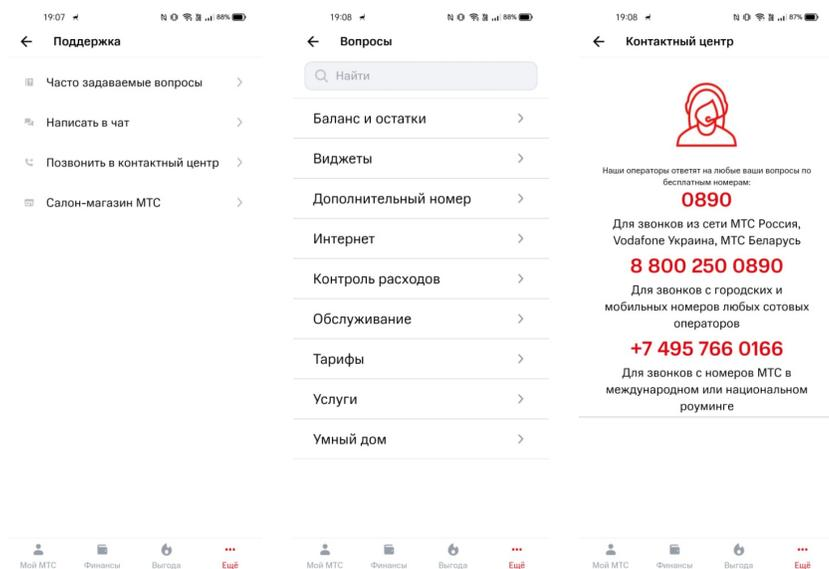 19:07
88%
Поддержка
Часто задаваемые вопросы
Написать в чат
Позвонить в контактный центр
Салон-магазин МТС
Мой МТС
Финансы
Выгода
Ещё
19:08
88%
Вопросы
Найти
Баланс и остатки
Виджеты
Дополнительный номер
Интернет
Контроль расходов
Обслуживание
Тарифы
Услуги
Умный дом
Мой МТС
Финансы
Выгода
Ещё
19:08
87%
Контактный центр
Наши операторы ответят на любые ваши вопросы по
бесплатным номерам:
0890
Для звонков из сети МТС Россия,
Vodafone Украина, МТС Беларусь
8 800 250 0890
Для звонков с городских и
мобильных номеров любых сотовых
операторов
+7 495 766 0166
Для звонков с номеров МТС в
международном или национальном
роуминге
Мой МТС
Финансы
Выгода
Ещё